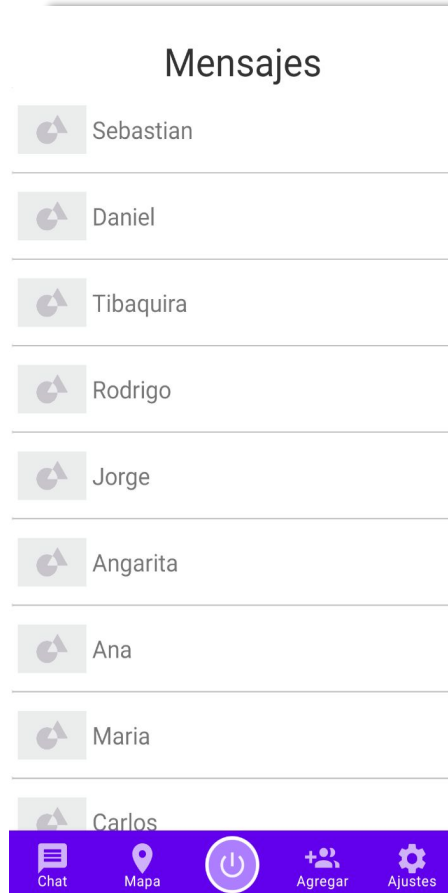 Mensajes
Sebastian
Daniel
Tibaquira
Rodrigo
Jorge
Angarita
Ana
Maria
Carlos
Chat Mapa Agregar Ajustes